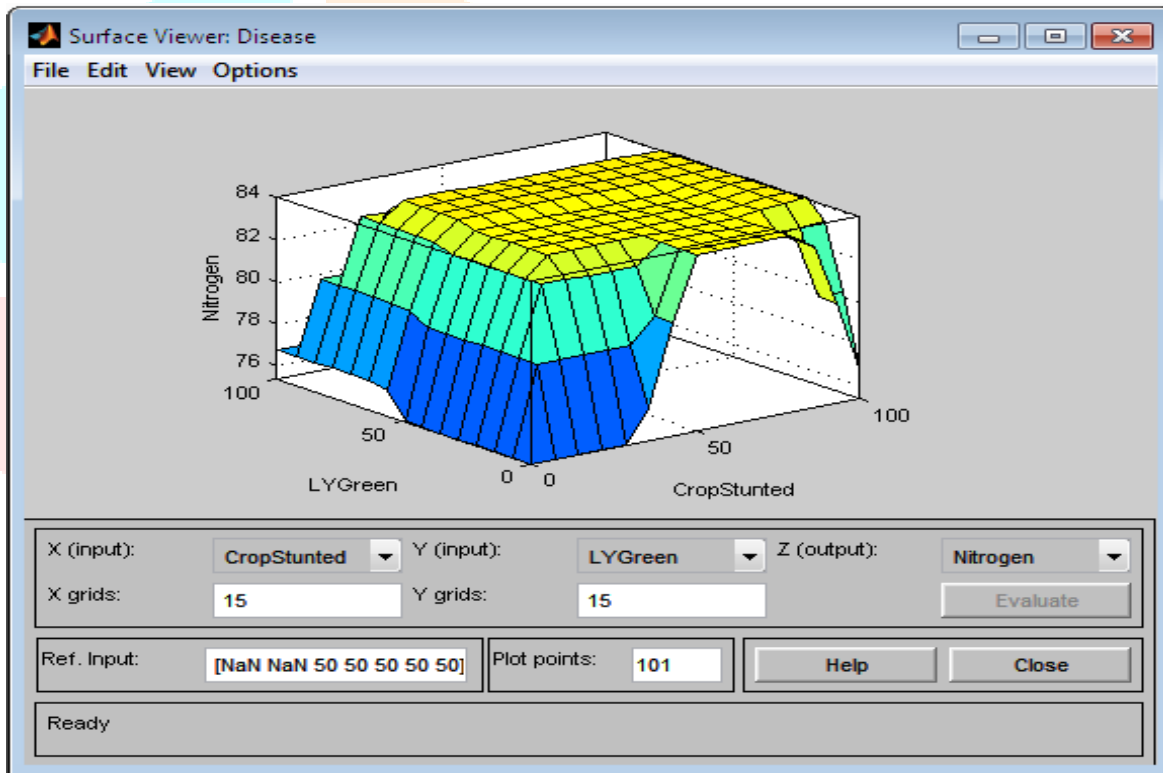 Surface Viewer: Disease
File Edit View Options
84
82
80
78
76
Nitrogen
100
50
0
LYGreen
0
50
100
CropStunted
X (input): CropStunted Y (input): LYGreen Z (output): Nitrogen
X grids: 15 Y grids: 15 Evaluate
Ref. Input: [NaN NaN 50 50 50 50 50] Plot points: 101 Help Close
Ready